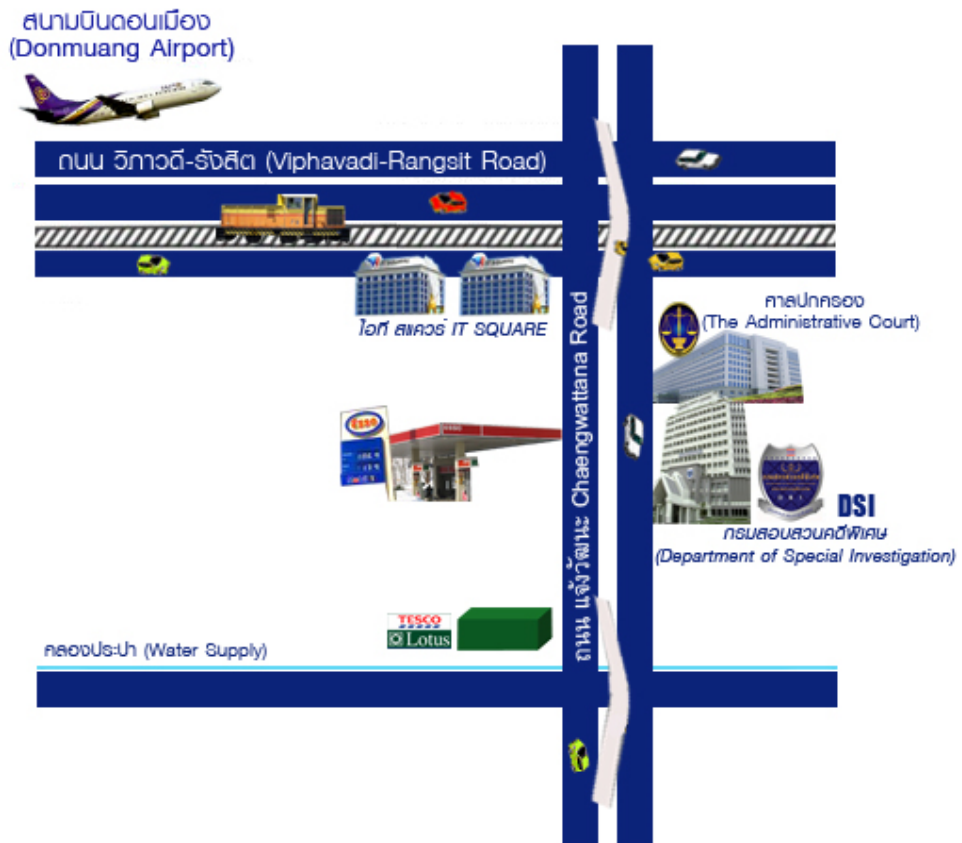 สนามบินดอนเมือง
(Donmuang Airport)
ถนน วิภาวดี-รังสิต (Viphavadi-Rangsit Road)
ไอที สแควร์ IT SQUARE
ศาลปกครอง
(The Administrative Court)
Esso
ถนน แจ้งวัฒนะ Chaengwattana Road
DSI
DSI
กรมสอบสวนคดีพิเศษ
(Department of Special Investigation)
TESCO
Lotus
คลองประปา (Water Supply)